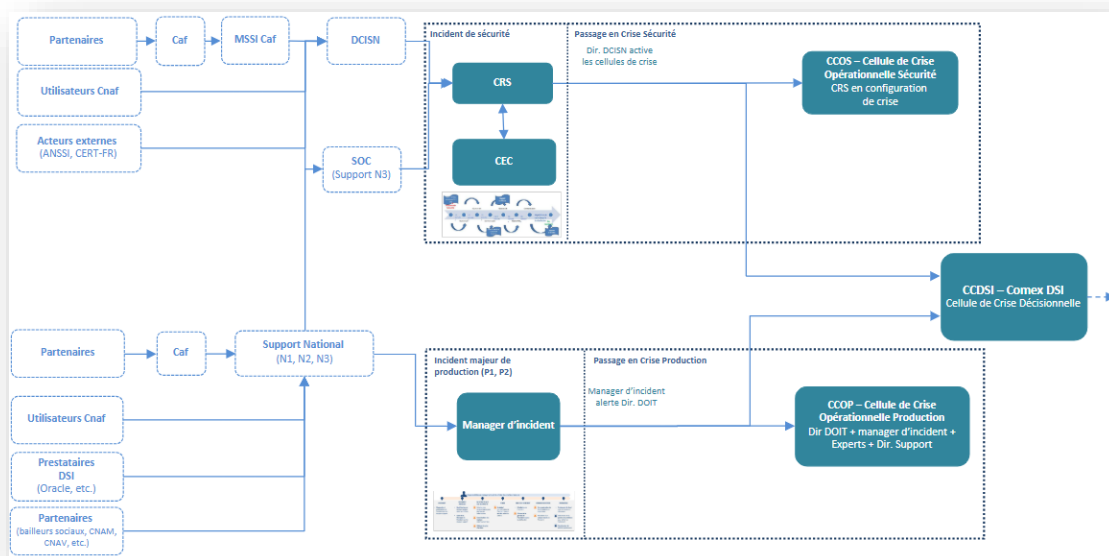 Partenaires
Caf
MSSI Caf
DCISN
Utilisateurs Cnaf
Acteurs externes
(ANSSI, CERT-FR)
SOC
(Support N3)
Incident de sécurité
Passage en Crise Sécurité
Dir. DCISN active
les cellules de crise
CRS
CEC
CCOS – Cellule de Crise
Opérationnelle Sécurité
CRS en configuration
de crise
CCDSI – Comex DSI
Cellule de Crise Décisionnelle
Partenaires
Caf
Support National
(N1, N2, N3)
Utilisateurs Cnaf
Prestataires
DSI
(Oracle, etc.)
Partenaires
(bailleurs sociaux, CNAM,
CNAV, etc.)
Incident majeur de
production (P1, P2)
Passage en Crise Production
Manager d’incident
alerte Dir. DOIT
Manager d’incident
CCOP – Cellule de Crise
Opérationnelle Production
Dir DOIT + manager d’incident +
Experts + Dir. Support